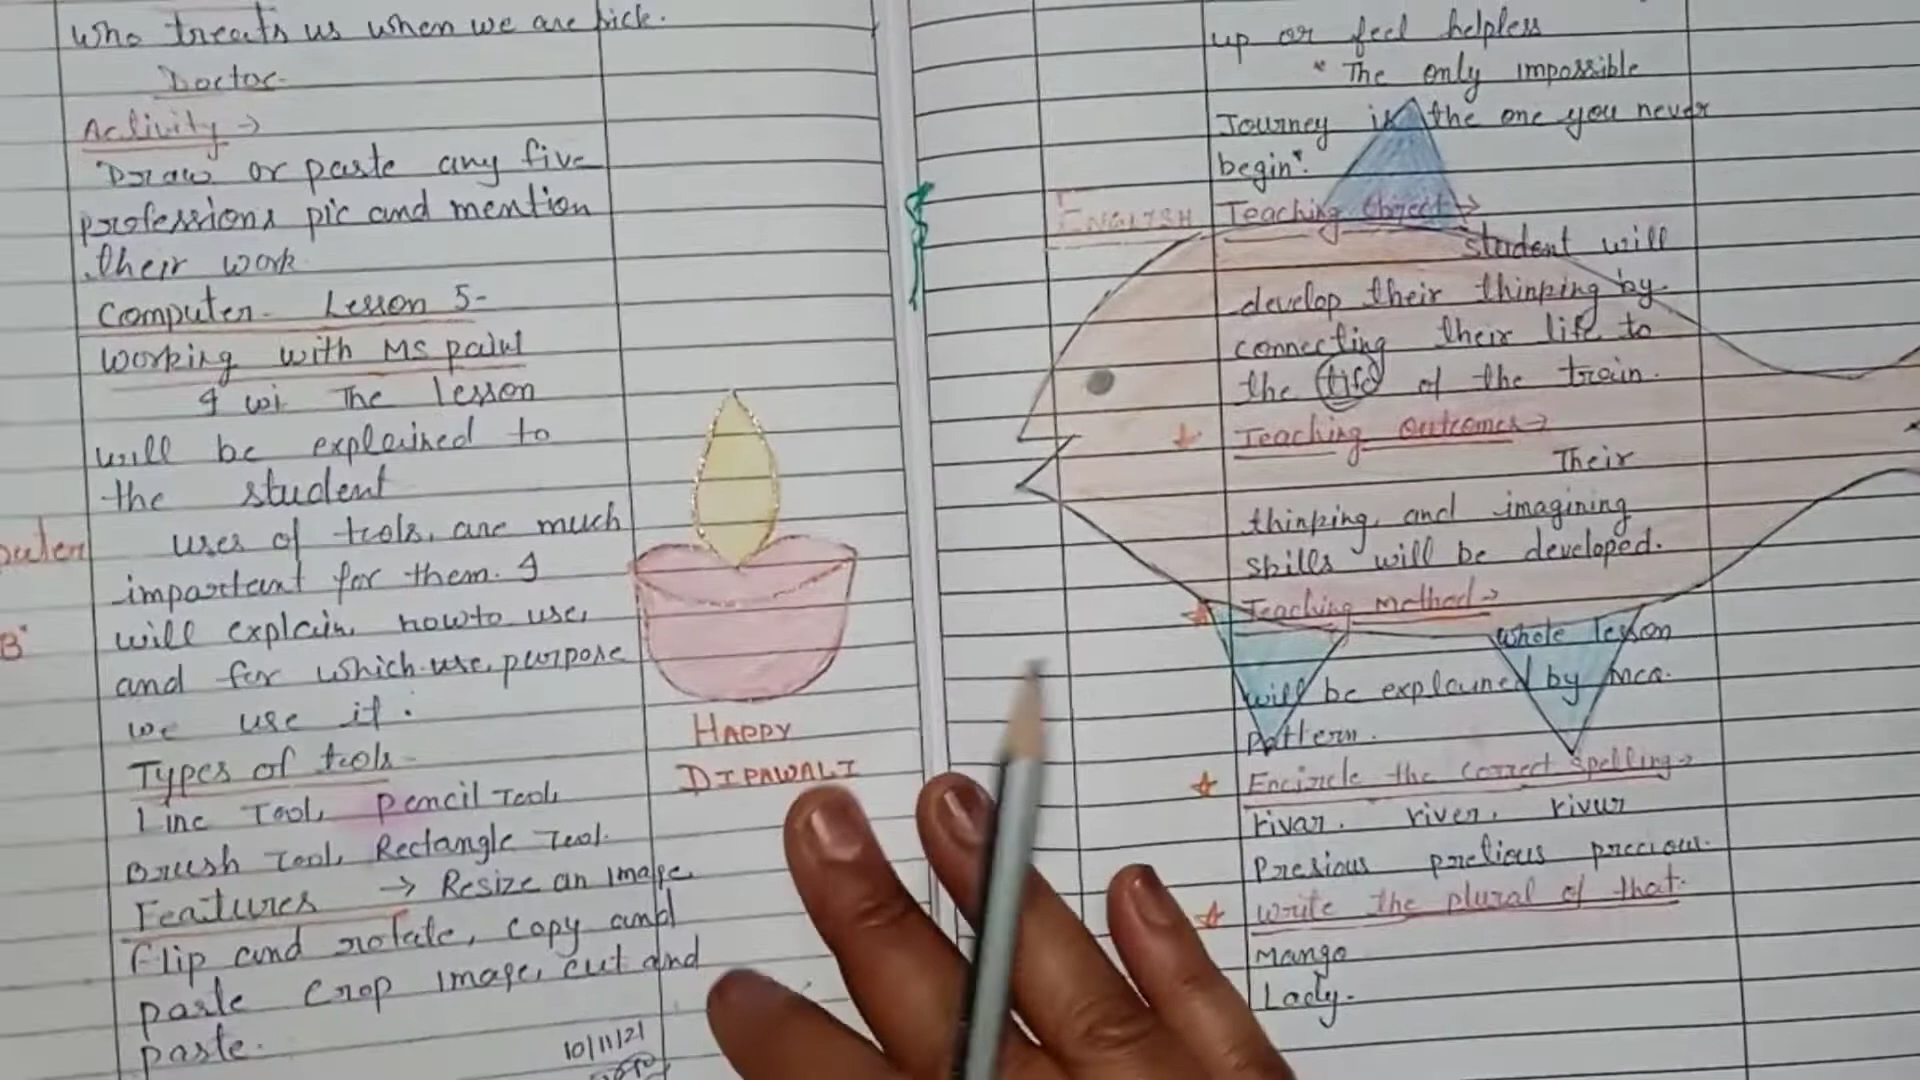 who treats us when we are sick.
Doctor
Activity →
Draw or paste any five
professions pic and mention
their work
Computer- Lesson 5-
Working with MS paint
I wi The lesson
will be explained to
the student
uses of tools, are much
important for them. I
will explain, how to use,
and for which use, purpose
we use it.
Types of tools-
Line Tool, Pencil Tool,
Brush Tool, Rectangle Tool.
Features → Resize an image,
Flip and rotate, copy and
paste Crop image, cut and
paste.
10/11/21
puter
B"
HAPPY
DIPAWALI
up or feel helpless
"The only impossible
Journey is the one you never
begin".
ENGLISH Teaching Object →
student will
develop their thinking by
connecting their life to
the life of the train.
Teaching outcomes →
Their
thinking, and imagining
skills will be developed.
Teaching method →
whole lesson
will be explained by
pattern.
Encircle the correct spelling →
rivar. river, rivur
Presious precious.
Write the plural of that-
Mango
Lady-